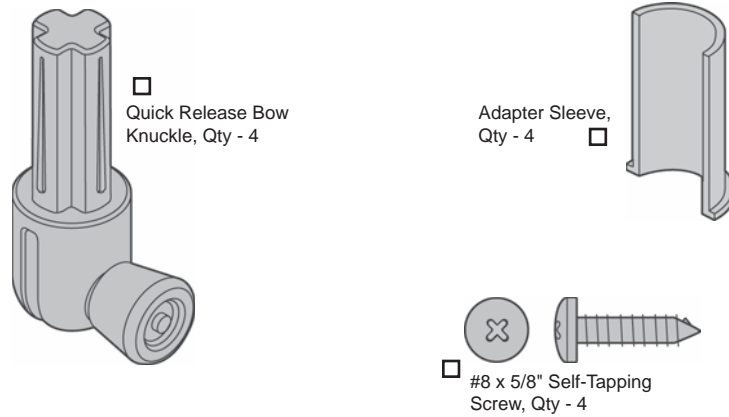 Quick Release Bow
Knuckle, Qty - 4
Adapter Sleeve,
Qty - 4
#8 x 5/8" Self-Tapping
Screw, Qty - 4